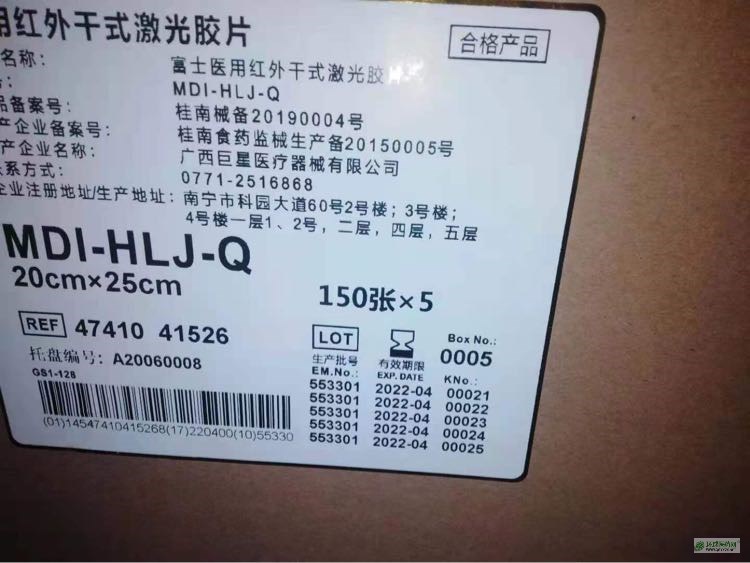 用红外干式激光胶片
合格产品
名称: 富士医用红外干式激光胶片
号: MDI-HLJ-Q
品备案号: 桂南械备20190004号
产企业备案号: 桂南食药监械生产备20150005号
产企业名称: 广西巨星医疗器械有限公司
系方式: 0771-2516868
企业注册地址/生产地址: 南宁市科园大道60号2号楼; 3号楼;
4号楼一层1、2号, 二层, 四层, 五层
MDI-HLJ-Q
20cm×25cm
150张×5
REF 47410 41526
托盘编号: A20060008
GS1-128
(01)14547410415268(17)220400(10)55330
LOT
生产批号 有效期限
EM.No.: EXP. DATE KNo.:
Box No.:
0005
553301 2022-04 00021
553301 2022-04 00022
553301 2022-04 00023
553301 2022-04 00024
553301 2022-04 00025